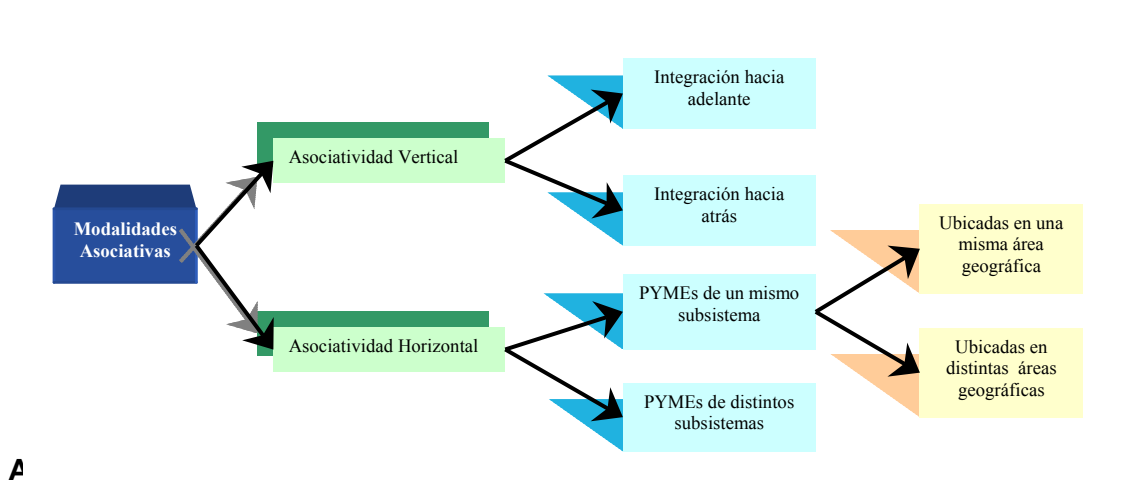 Modalidades
Asociativas
Asociatividad Vertical
Integración hacia
adelante
Integración hacia
atrás
Asociatividad Horizontal
PYMEs de un mismo
subsistema
Ubicadas en una
misma área
geográfica
Ubicadas en
distintas áreas
geográficas
PYMEs de distintos
subsistemas
A